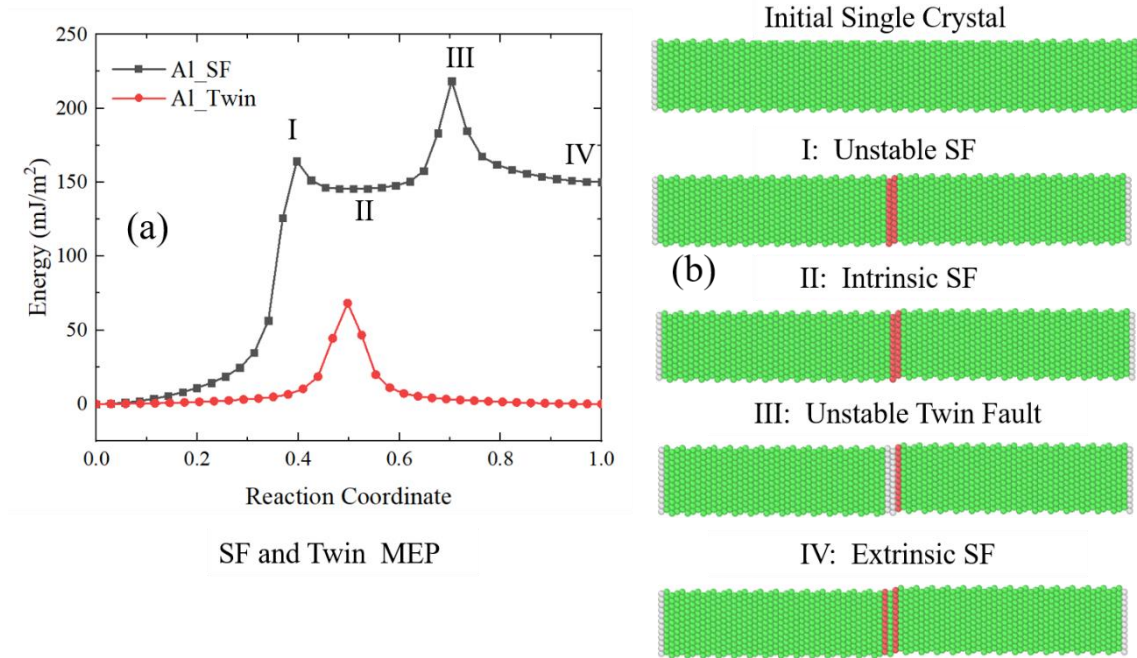 250
200
150
100
50
0
Energy (mJ/m²)
Al_SF
Al_Twin
I
II
III
IV
(a)
0.0 0.2 0.4 0.6 0.8 1.0
Reaction Coordinate
SF and Twin MEP
Initial Single Crystal
I: Unstable SF
(b)
II: Intrinsic SF
III: Unstable Twin Fault
IV: Extrinsic SF